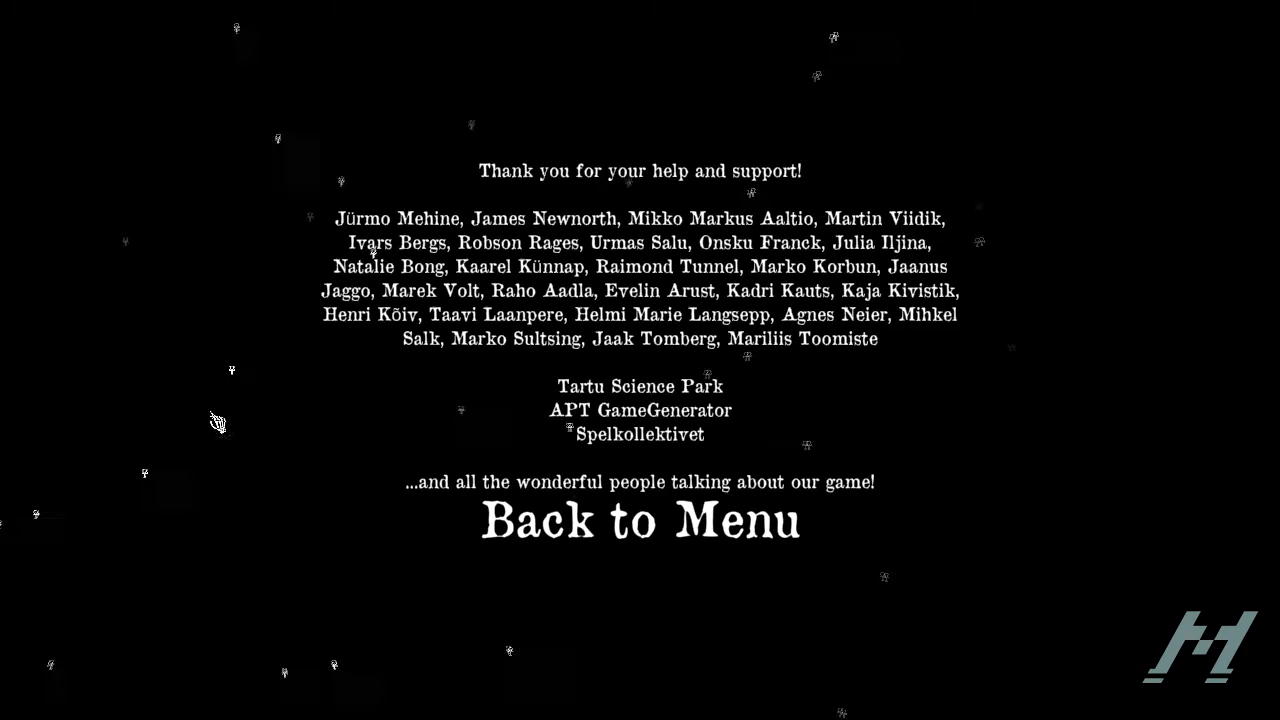 Thank you for your help and support!
Jürmo Mehine, James Newnorth, Mikko Markus Aaltio, Martin Viidik,
Ivars Bergs, Robson Rages, Urmas Salu, Onsku Franck, Julia Iljina,
Natalie Bong, Kaarel Künnap, Raimond Tunnel, Marko Korbun, Jaanus
Jaggo, Marek Volt, Raho Aadla, Evelin Arust, Kadri Kauts, Kaja Kivistik,
Henri Kõiv, Taavi Laanpere, Helmi Marie Langsepp, Agnes Neier, Mihkel
Salk, Marko Sultsing, Jaak Tomberg, Mariliis Toomiste
Tartu Science Park
APT GameGenerator
Spelkollektivet
...and all the wonderful people talking about our game!
Back to Menu